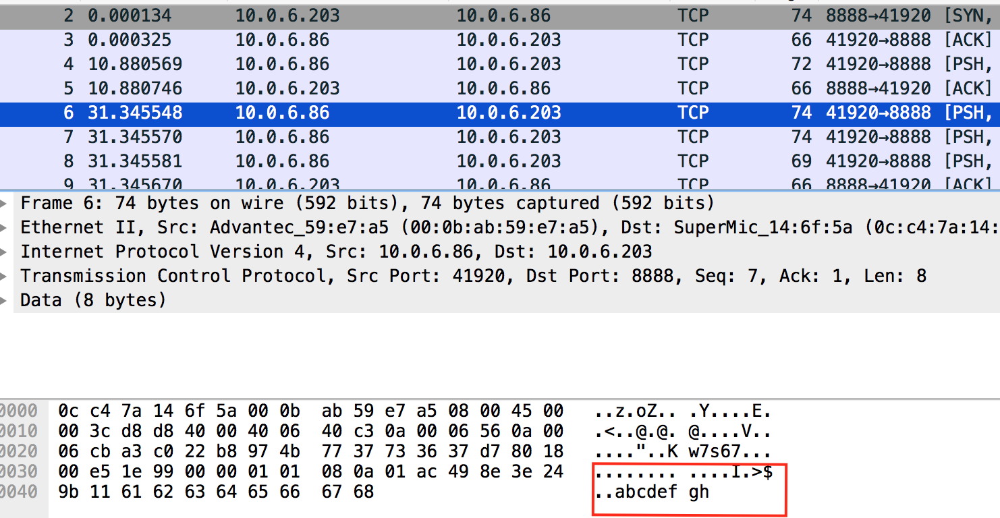 2 0.000134 10.0.6.203 10.0.6.86 TCP 74 8888→41920 [SYN,
3 0.000325 10.0.6.86 10.0.6.203 TCP 66 41920→8888 [ACK]
4 10.880569 10.0.6.86 10.0.6.203 TCP 72 41920→8888 [PSH,
5 10.880746 10.0.6.203 10.0.6.86 TCP 66 8888→41920 [ACK]
6 31.345548 10.0.6.86 10.0.6.203 TCP 74 41920→8888 [PSH,
7 31.345570 10.0.6.86 10.0.6.203 TCP 74 41920→8888 [PSH,
8 31.345581 10.0.6.86 10.0.6.203 TCP 69 41920→8888 [PSH,
9 31.345670 10.0.6.203 10.0.6.86 TCP 66 8888→41920 [ACK]
Frame 6: 74 bytes on wire (592 bits), 74 bytes captured (592 bits)
Ethernet II, Src: Advantec_59:e7:a5 (00:0b:ab:59:e7:a5), Dst: SuperMic_14:6f:5a (0c:c4:7a:14:
Internet Protocol Version 4, Src: 10.0.6.86, Dst: 10.0.6.203
Transmission Control Protocol, Src Port: 41920, Dst Port: 8888, Seq: 7, Ack: 1, Len: 8
Data (8 bytes)
0000 0c c4 7a 14 6f 5a 00 0b ab 59 e7 a5 08 00 45 00 ..z.oZ.. .Y....E.
0010 00 3c d8 d8 40 00 40 06 40 c3 0a 00 06 56 0a 00 .<..@.@. @....V..
0020 06 cb a3 c0 22 b8 97 4b 77 37 73 36 37 d7 80 18 ...."..K w7s67...
0030 00 e5 1e 99 00 00 01 01 08 0a 01 ac 49 8e 3e 24 ........ ....I.>$
0040 9b 11 61 62 63 64 65 66 67 68 ..abcdef gh